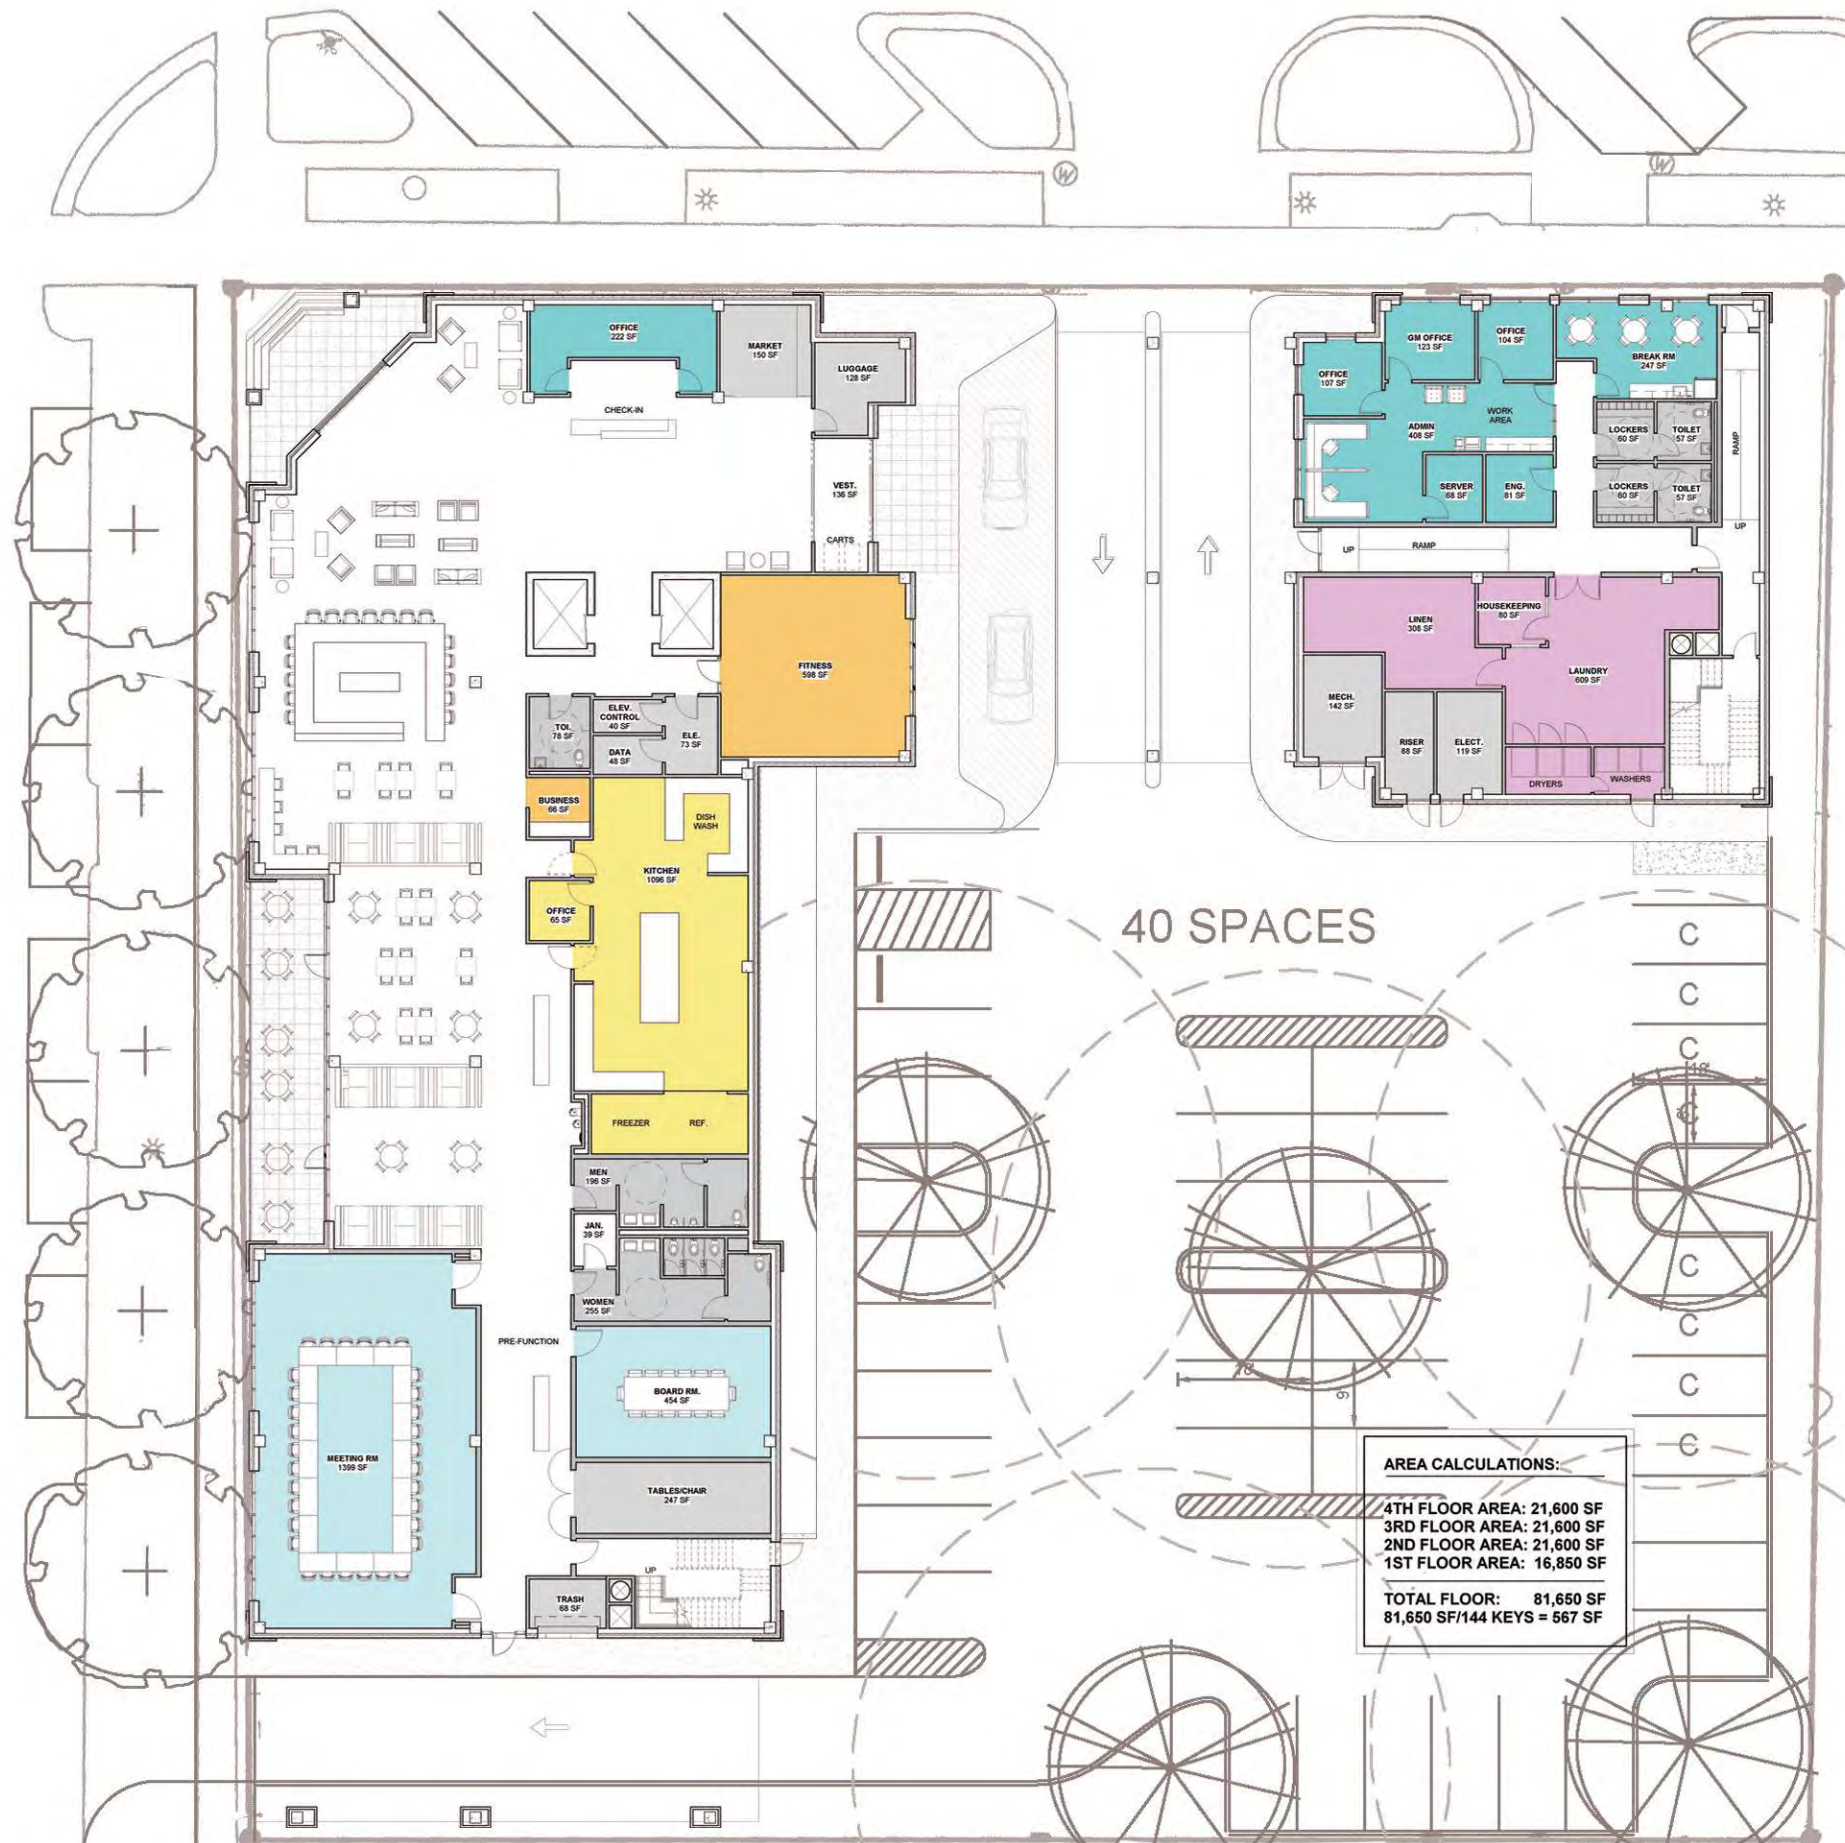 OFFICE
222 SF
MARKET
150 SF
LUGGAGE
128 SF
CHECK-IN
VEST.
136 SF
CARTS
FITNESS
598 SF
TOI.
78 SF
ELEV.
CONTROL
40 SF
DATA
48 SF
ELE.
73 SF
BUSINESS
66 SF
DISH
WASH
KITCHEN
1096 SF
OFFICE
65 SF
FREEZER
REF.
MEN
196 SF
JAN.
39 SF
WOMEN
255 SF
PRE-FUNCTION
BOARD RM.
454 SF
MEETING RM
1399 SF
TABLES/CHAIR
247 SF
UP
TRASH
68 SF
GM OFFICE
123 SF
OFFICE
104 SF
BREAK RM
247 SF
OFFICE
107 SF
WORK
AREA
ADMIN
408 SF
LOCKERS
60 SF
TOILET
57 SF
RAMP
SERVER
68 SF
ENG.
81 SF
LOCKERS
60 SF
TOILET
57 SF
UP
UP
RAMP
LINEN
308 SF
HOUSEKEEPING
80 SF
LAUNDRY
609 SF
MECH.
142 SF
RISER
88 SF
ELECT.
119 SF
DRYERS
WASHERS
W
W
40 SPACES
C
C
C
18'
C
C
C
C
C
AREA CALCULATIONS:
4TH FLOOR AREA: 21,600 SF
3RD FLOOR AREA: 21,600 SF
2ND FLOOR AREA: 21,600 SF
1ST FLOOR AREA: 16,850 SF
TOTAL FLOOR: 81,650 SF
81,650 SF/144 KEYS = 567 SF